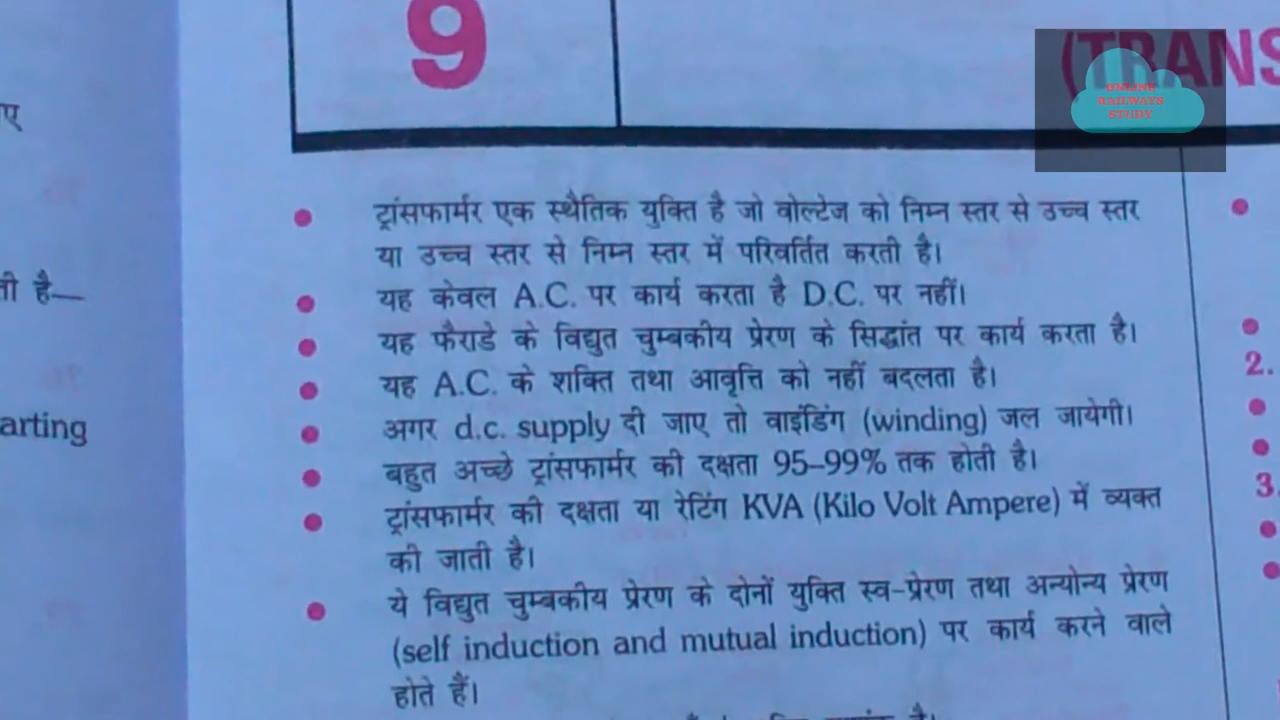 9
(TRANS
ONLINE
RAILWAYS
STUDY
ए
ती है—
arting
ट्रांसफार्मर एक स्थैतिक युक्ति है जो वोल्टेज को निम्न स्तर से उच्च स्तर
या उच्च स्तर से निम्न स्तर में परिवर्तित करती है।
यह केवल A.C. पर कार्य करता है D.C. पर नहीं।
यह फैराडे के विद्युत चुम्बकीय प्रेरण के सिद्धांत पर कार्य करता है।
यह A.C. के शक्ति तथा आवृत्ति को नहीं बदलता है।
अगर d.c. supply दी जाए तो वाइंडिंग (winding) जल जायेगी।
बहुत अच्छे ट्रांसफार्मर की दक्षता 95–99% तक होती है।
ट्रांसफार्मर की दक्षता या रेटिंग KVA (Kilo Volt Ampere) में व्यक्त
की जाती है।
ये विद्युत चुम्बकीय प्रेरण के दोनों युक्ति स्व-प्रेरण तथा अन्योन्य प्रेरण
(self induction and mutual induction) पर कार्य करने वाले
होते हैं।
2.
3.